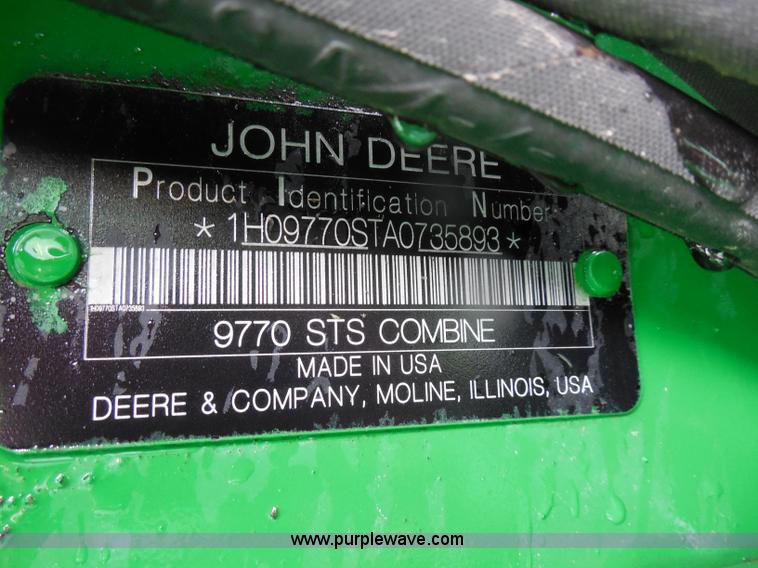 JOHN DEERE
Product Identification Number
*1H09770STA0735893*
1H09770STA0735893
9770 STS COMBINE
MADE IN USA
DEERE & COMPANY, MOLINE, ILLINOIS, USA
www.purplewave.com